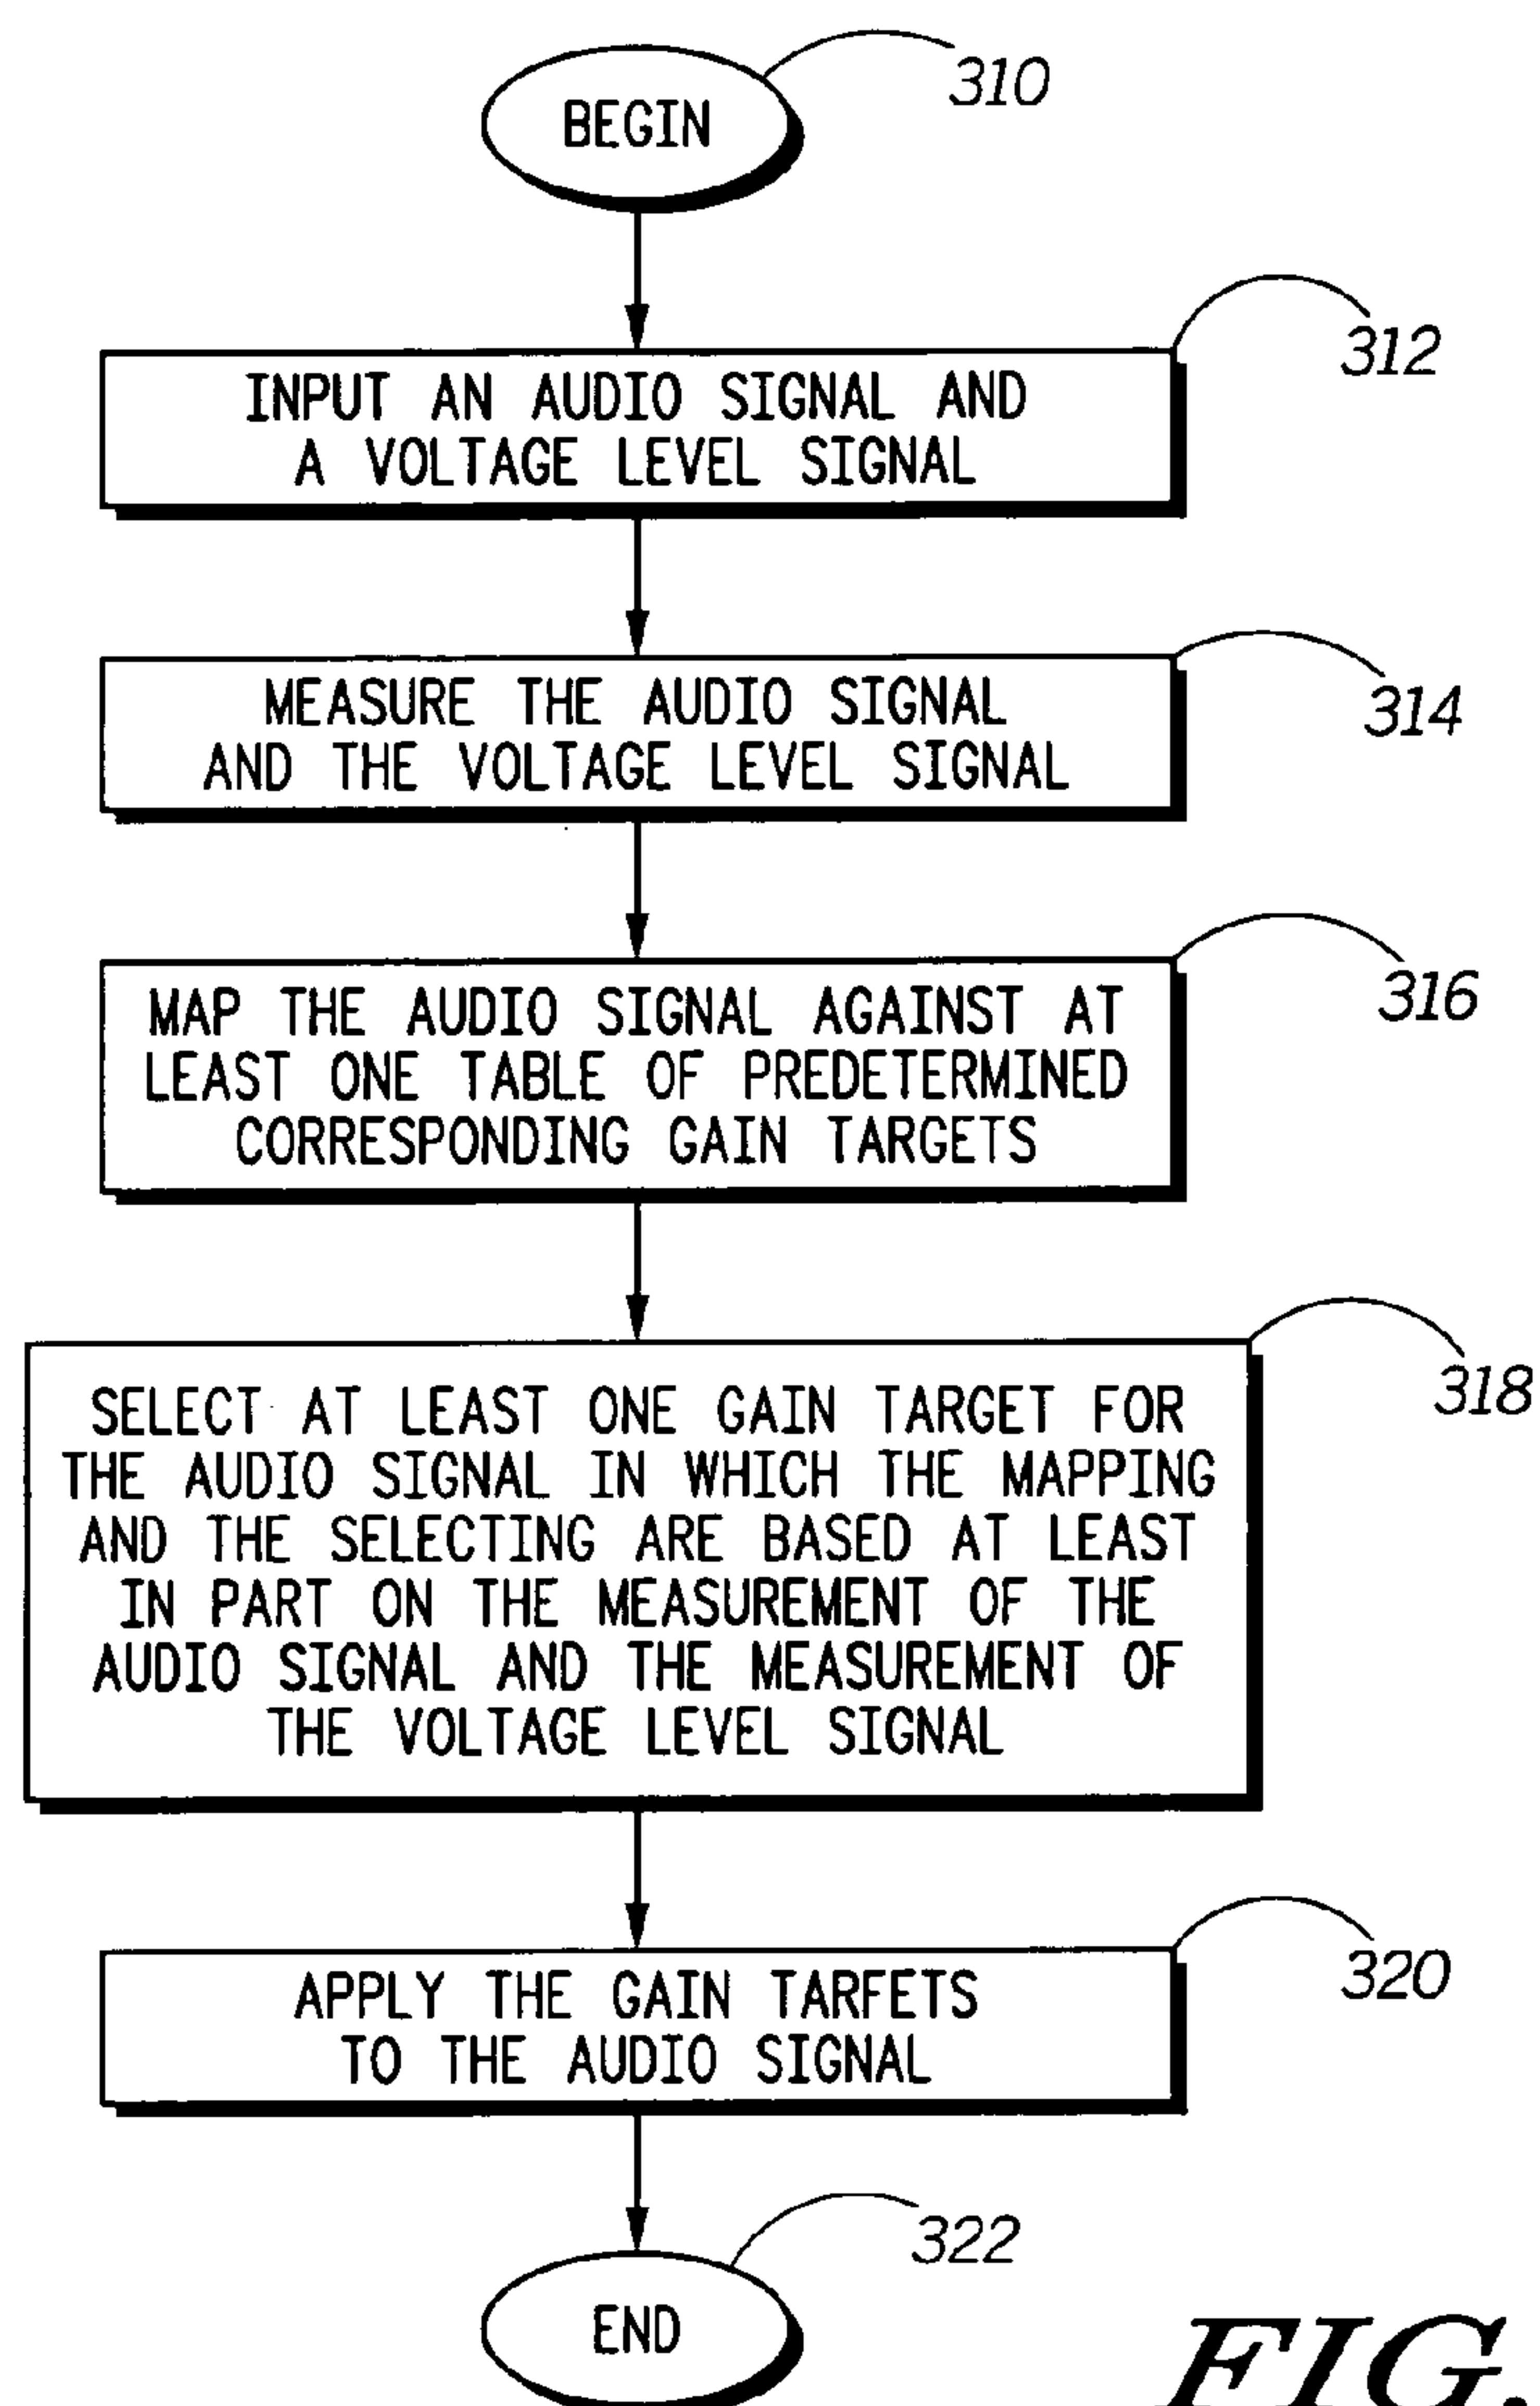 BEGIN
310
312
INPUT AN AUDIO SIGNAL AND
A VOLTAGE LEVEL SIGNAL
314
MEASURE THE AUDIO SIGNAL
AND THE VOLTAGE LEVEL SIGNAL
316
MAP THE AUDIO SIGNAL AGAINST AT
LEAST ONE TABLE OF PREDETERMINED
CORRESPONDING GAIN TARGETS
318
SELECT AT LEAST ONE GAIN TARGET FOR
THE AUDIO SIGNAL IN WHICH THE MAPPING
AND THE SELECTING ARE BASED AT LEAST
IN PART ON THE MEASUREMENT OF THE
AUDIO SIGNAL AND THE MEASUREMENT OF
THE VOLTAGE LEVEL SIGNAL
320
APPLY THE GAIN TARFETS
TO THE AUDIO SIGNAL
322
END
FIG.